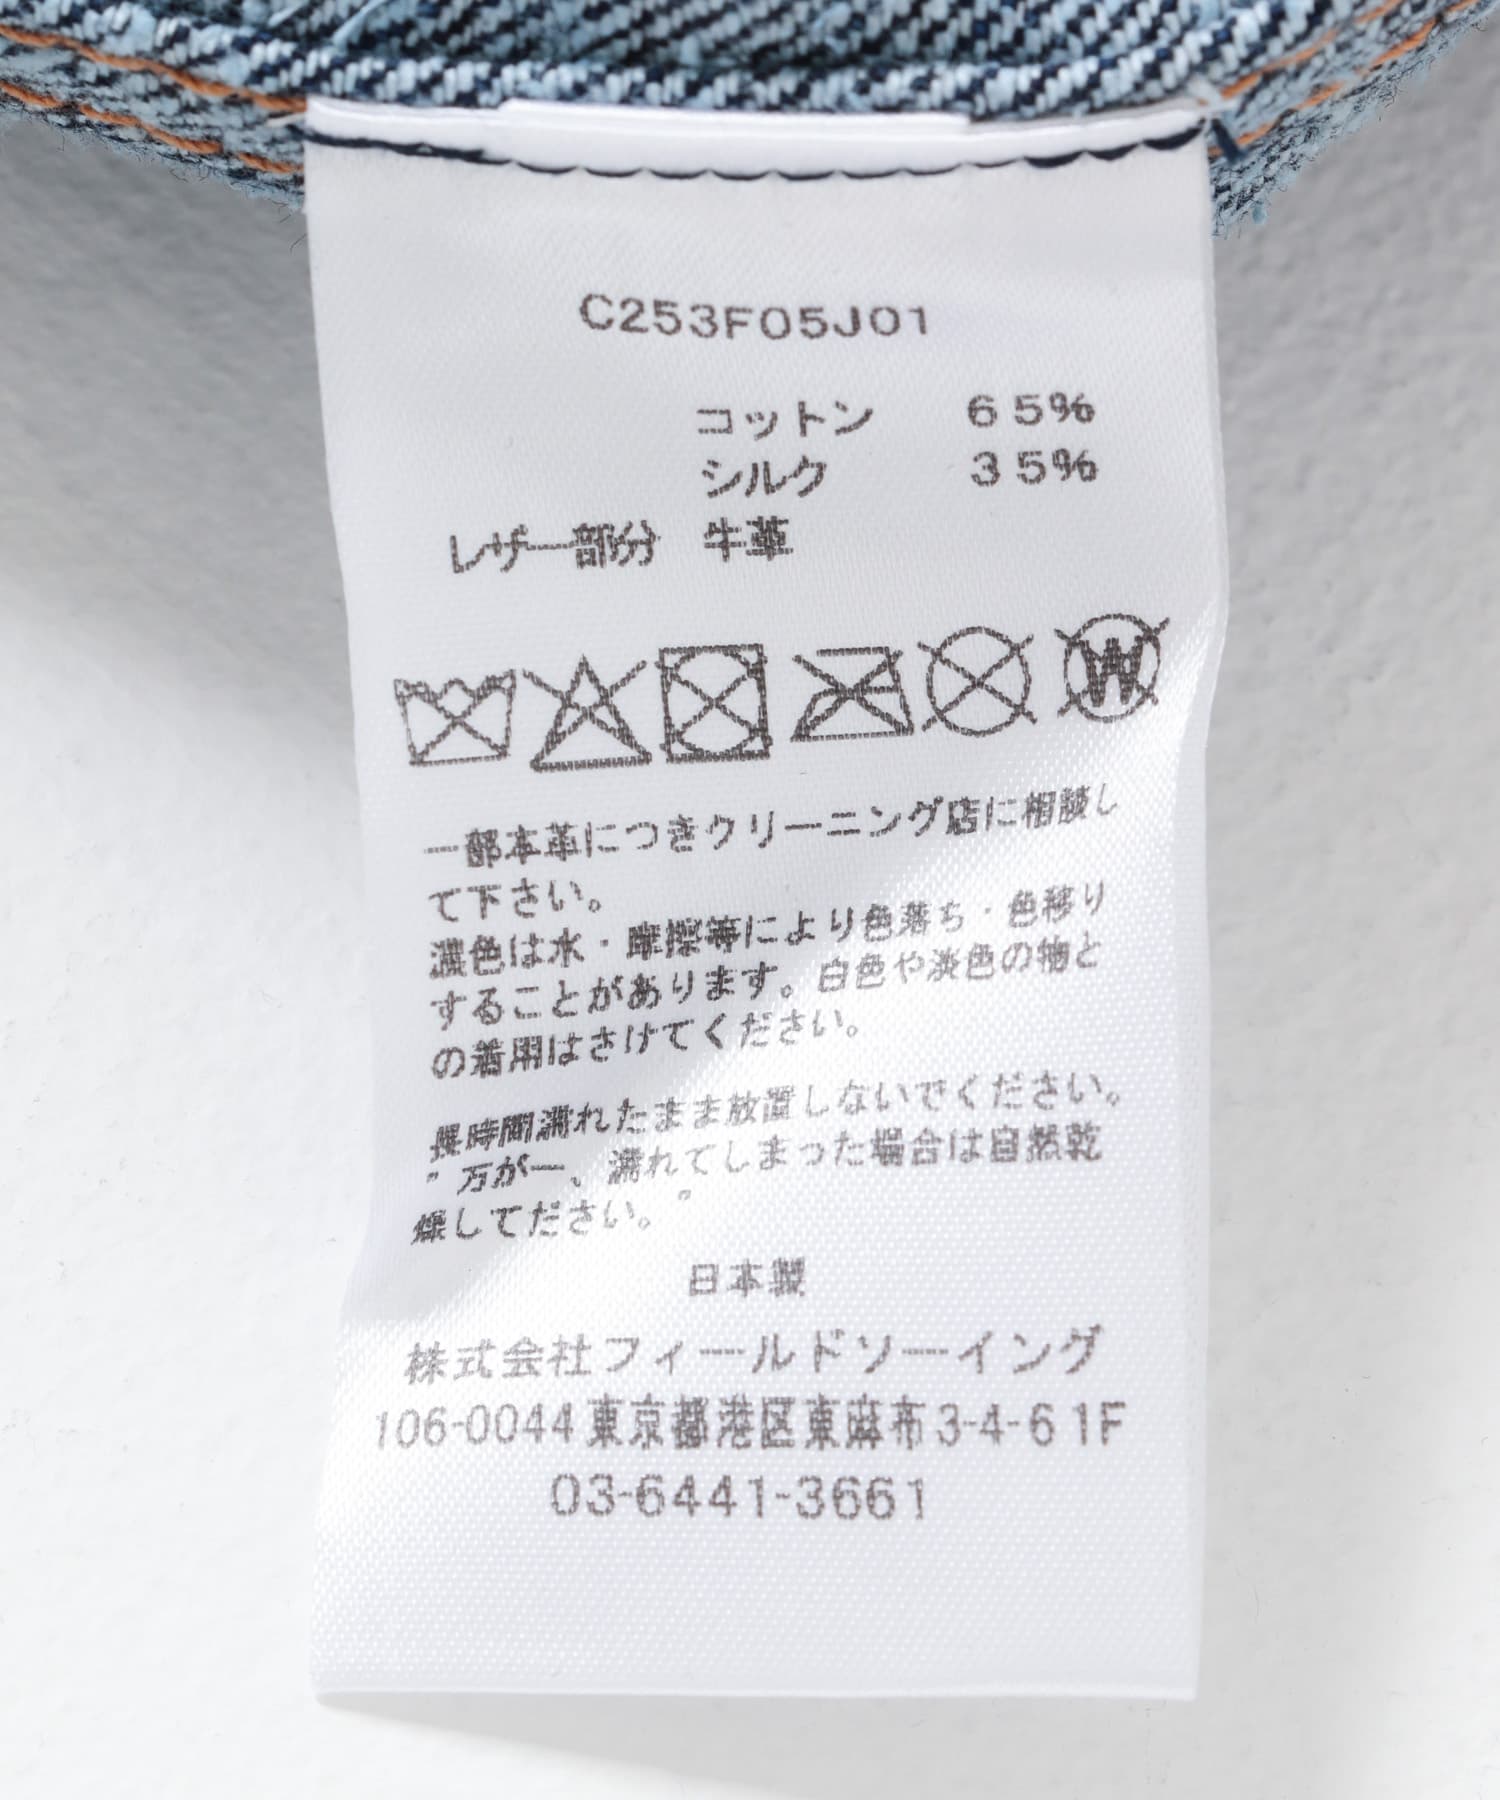 C253F05J01
コットン 65%
シルク 35%
レザー部分 牛革
W
一部本革につきクリーニング店に相談し
て下さい。
濃色は水・摩擦等により色落ち・色移り
することがあります。白色や淡色の物と
の着用はさけてください。
長時間濡れたまま放置しないでください。
万が一、濡れてしまった場合は自然乾
燥してださい。
日本製
株式会社フィールドソーイング
106-0044東京都港区東麻布3-4-6 1F
03-6441-3661